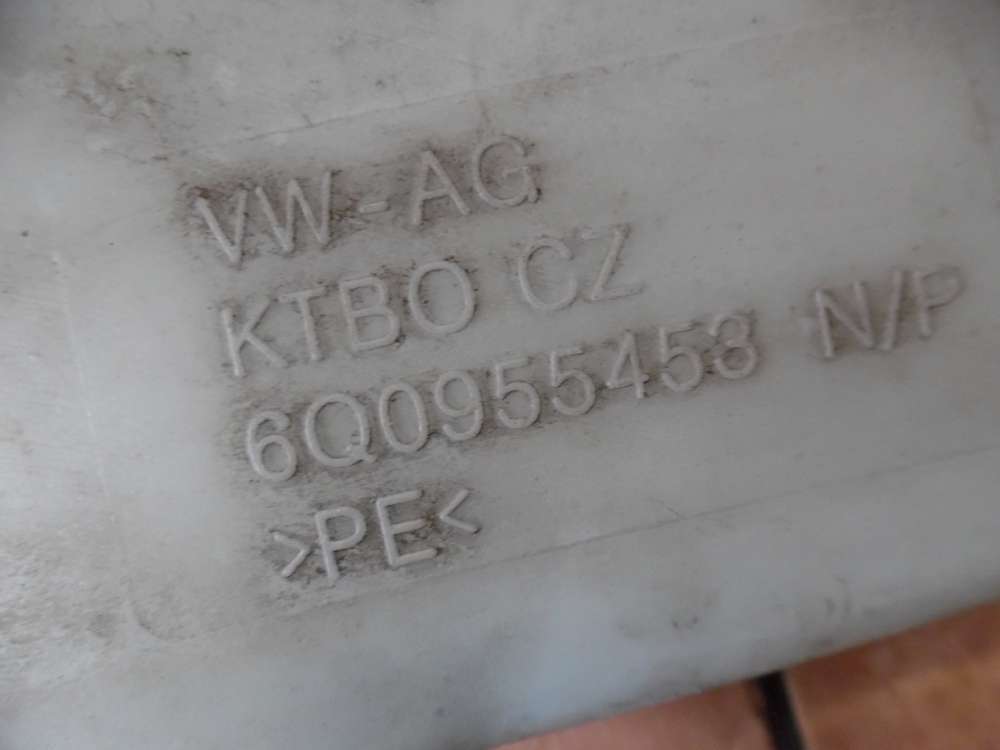 VW-AG
KTBO CZ
6Q0955453 N/P
>PE<